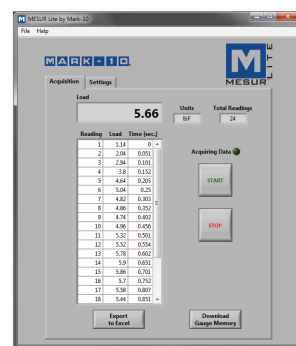 MESUR Lite by Mark-10
File Help
MARK-10
M
MESUR
LITE
Acquisition Settings
Load
5.66
Units
lbF
Total Readings
24
Reading Load Time [sec.]
1 1.14 0
2 2.04 0.051
3 2.94 0.101
4 3.8 0.152
5 4.64 0.205
6 5.04 0.25
7 4.82 0.303
8 4.86 0.352
9 4.74 0.402
10 4.96 0.456
11 5.32 0.501
12 5.52 0.554
13 5.78 0.602
14 5.9 0.651
15 5.86 0.701
16 5.7 0.752
17 5.58 0.807
18 5.44 0.851
Acquiring Data
START
STOP
Export
to Excel
Download
Gauge Memory